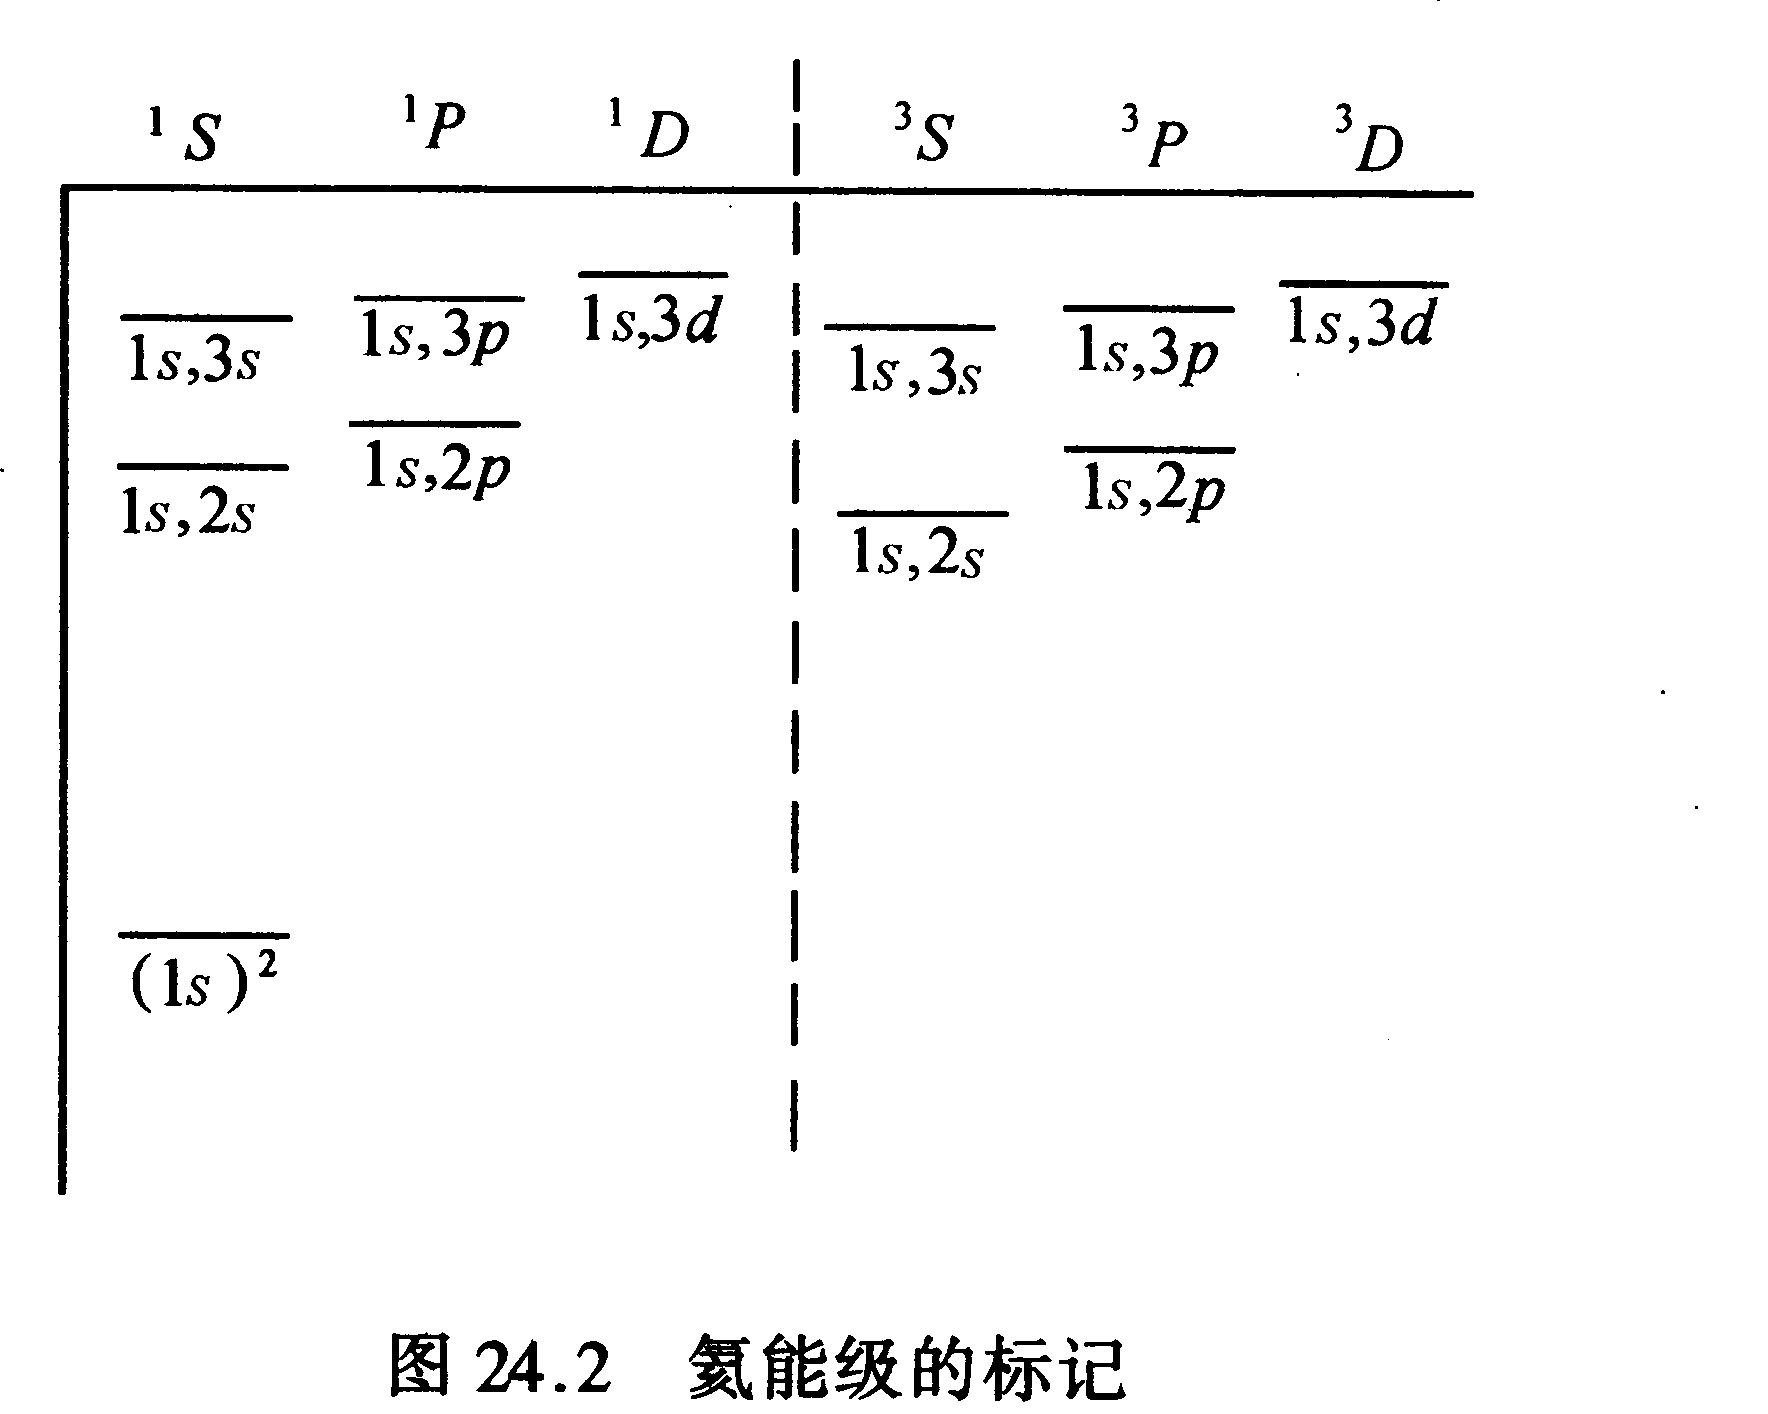 ¹S ¹P ¹D ³S ³P ³D
1s,3s 1s,3p 1s,3d 1s,3s 1s,3p 1s,3d
1s,2s 1s,2p 1s,2s 1s,2p
(1s)²
图 24.2 氦能级的标记